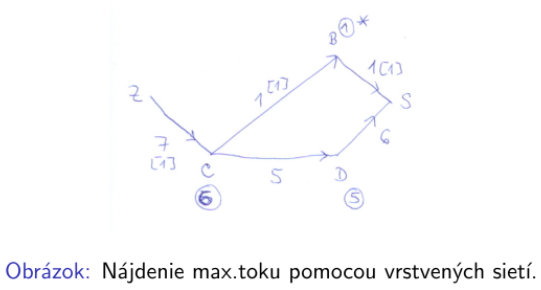 B ① *
1 [1]
Z
1 [1]
S
7
[1]
6
C
5
D
⑥
⑤
Obrázok: Nájdenie max.toku pomocou vrstvených sietí.